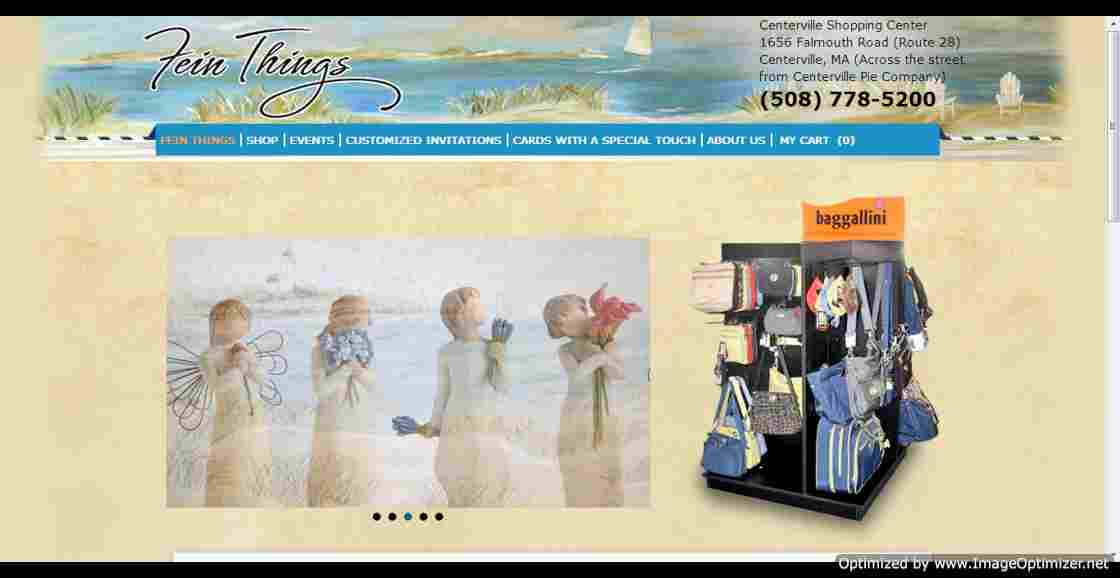 Fein Things
Centerville Shopping Center
1656 Falmouth Road (Route 28)
Centerville, MA (Across the street
from Centerville Pie Company)
(508) 778-5200
FEIN THINGS | SHOP | EVENTS | CUSTOMIZED INVITATIONS | CARDS WITH A SPECIAL TOUCH | ABOUT US | MY CART (0)
baggallini
Optimized by www.ImageOptimizer.net